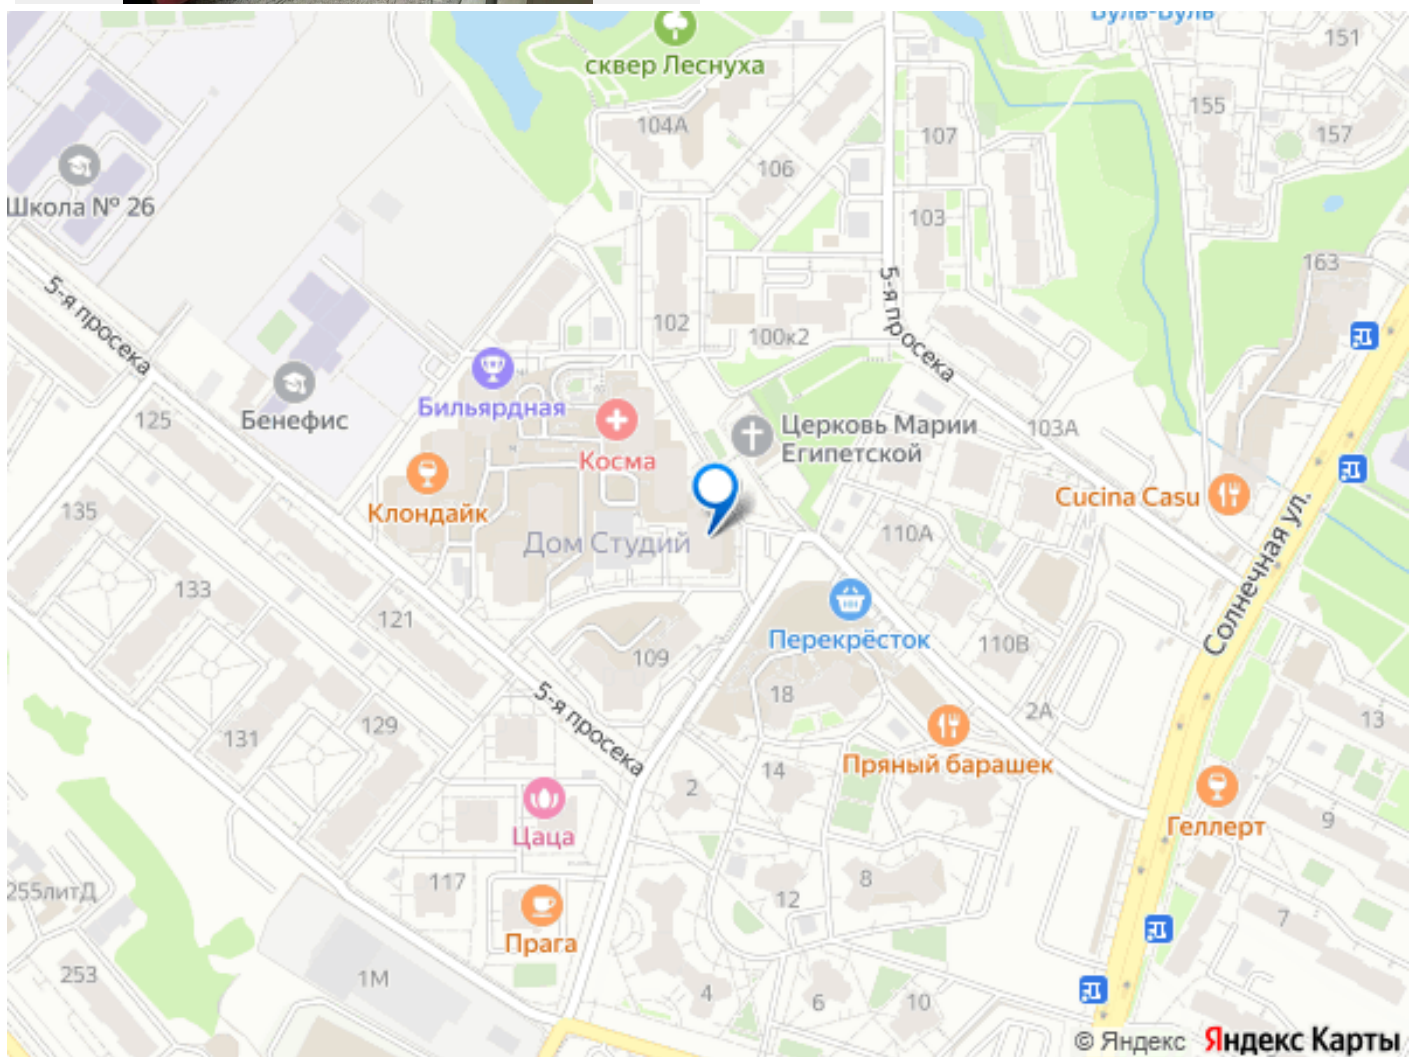 Буль-Буль
151
сквер Леснуха
155
104А
107
157
106
Школа № 26
103
163
5-я просека
5-я просека
102
100к2
Бильярдная
125
Бенефис
Церковь Марии
Египетской
103А
Косма
Cucina Casu
Клондайк
135
Дом Студий
110А
Солнечная ул.
133
121
Перекрёсток
110В
109
18
5-я просека
2А
13
129
131
Пряный барашек
14
2
Геллерт
9
Цаца
117
8
255литД
12
7
Прага
253
1М
4
6
10
© Яндекс Яндекс Карты